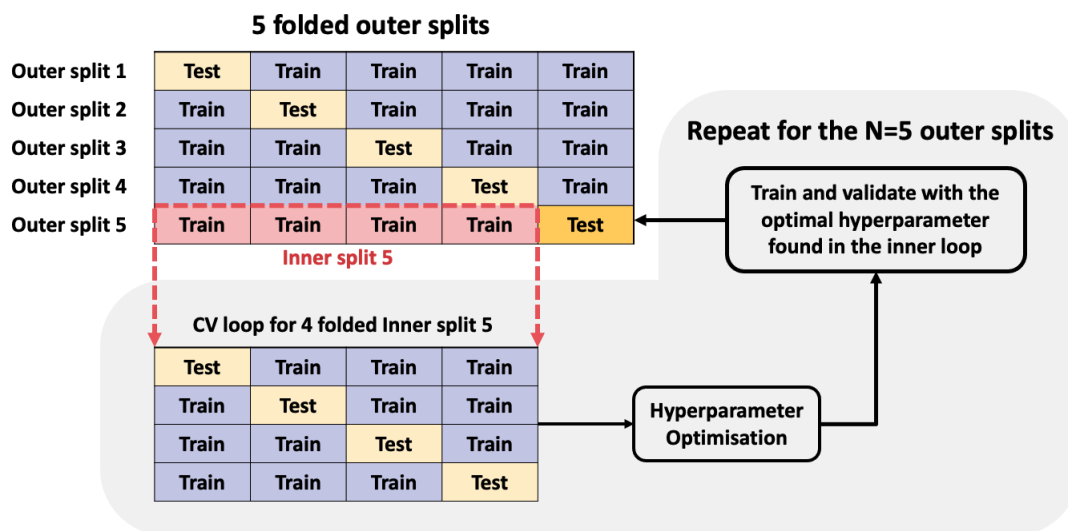 5 folded outer splits
Outer split 1 Test Train Train Train Train
Outer split 2 Train Test Train Train Train
Outer split 3 Train Train Test Train Train
Outer split 4 Train Train Train Test Train
Outer split 5 Train Train Train Train Test
Inner split 5
Repeat for the N=5 outer splits
Train and validate with the
optimal hyperparameter
found in the inner loop
CV loop for 4 folded Inner split 5
Test Train Train Train
Train Test Train Train
Train Train Test Train
Train Train Train Test
Hyperparameter
Optimisation